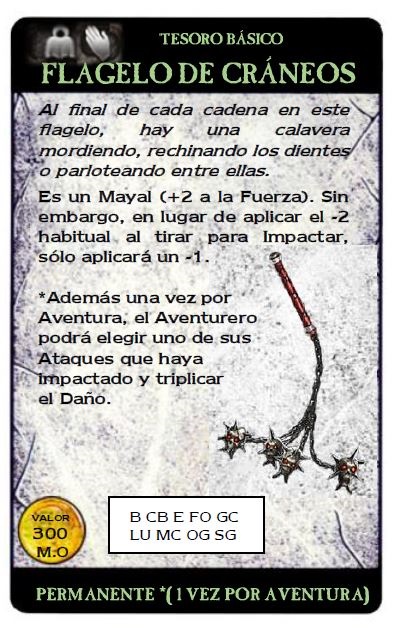 TESORO BÁSICO
FLAGELO DE CRÁNEOS
Al final de cada cadena en este
flagelo, hay una calavera
mordiendo, rechinando los dientes
o parloteando entre ellas.
Es un Mayal (+2 a la Fuerza). Sin
embargo, en lugar de aplicar el -2
habitual al tirar para Impactar,
sólo aplicará un -1.
*Además una vez por
Aventura, el Aventurero
podrá elegir uno de sus
Ataques que haya
impactado y triplicar
el Daño.
VALOR
300
M.O
B CB E FO GC
LU MC OG SG
PERMANENTE *( 1 VEZ POR AVENTURA)